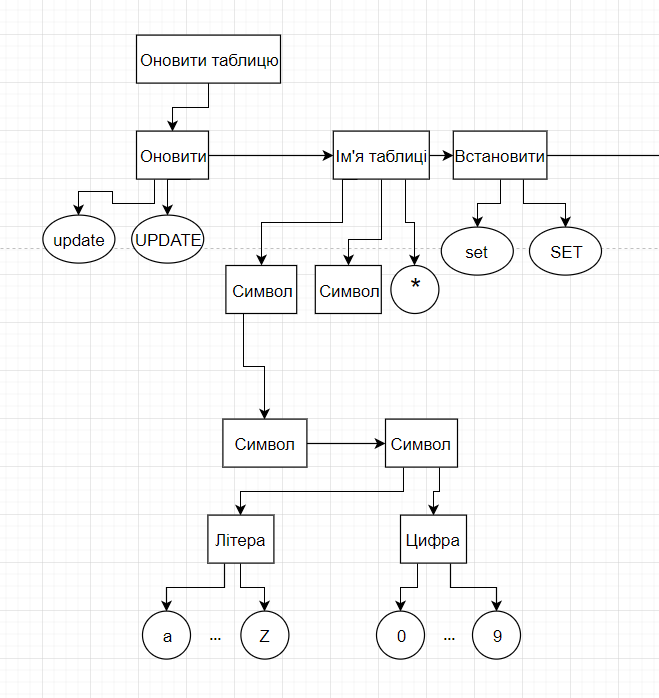 Оновити таблицю
Оновити
Ім'я таблиці
Встановити
update
UPDATE
set
SET
Символ
Символ
*
Символ
Символ
Літера
Цифра
a
...
Z
0
...
9